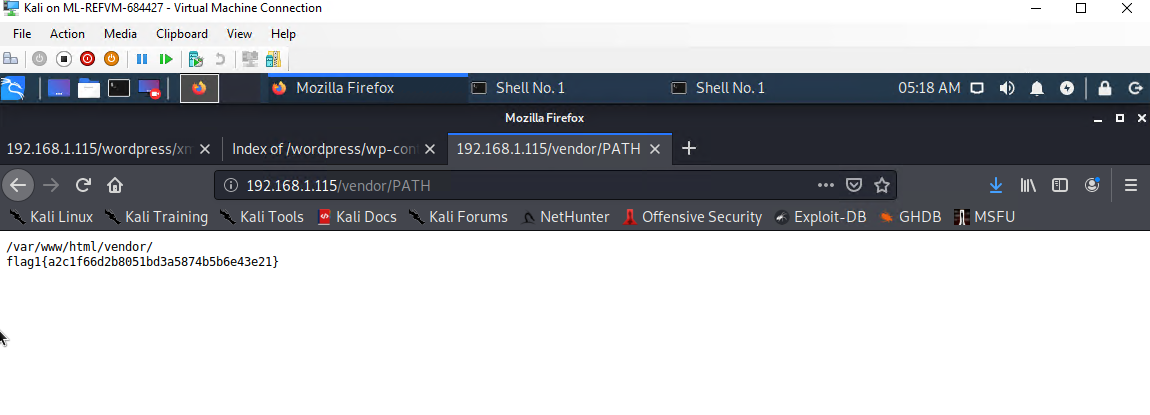 Kali on ML-REFVM-684427 - Virtual Machine Connection
File Action Media Clipboard View Help
Mozilla Firefox Shell No. 1 Shell No. 1 05:18 AM
Mozilla Firefox
192.168.1.115/wordpress/xm Index of /wordpress/wp-con 192.168.1.115/vendor/PATH
192.168.1.115/vendor/PATH
Kali Linux Kali Training Kali Tools Kali Docs Kali Forums NetHunter Offensive Security Exploit-DB GHDB MSFU
/var/www/html/vendor/
flag1{a2c1f66d2b8051bd3a5874b5b6e43e21}